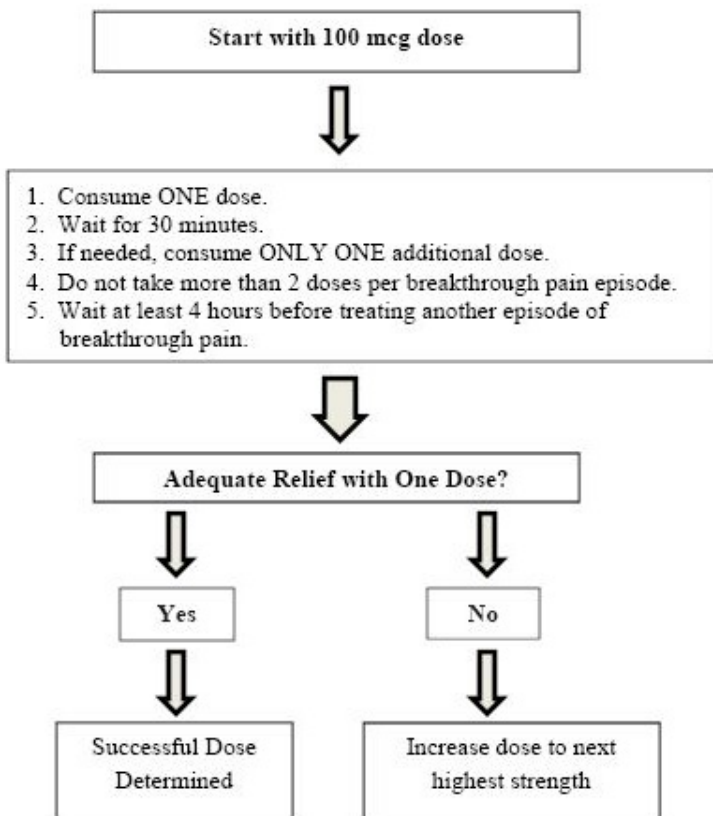 Start with 100 mcg dose
1. Consume ONE dose.
2. Wait for 30 minutes.
3. If needed, consume ONLY ONE additional dose.
4. Do not take more than 2 doses per breakthrough pain episode.
5. Wait at least 4 hours before treating another episode of
breakthrough pain.
Adequate Relief with One Dose?
Yes
No
Successful Dose
Determined
Increase dose to next
highest strength